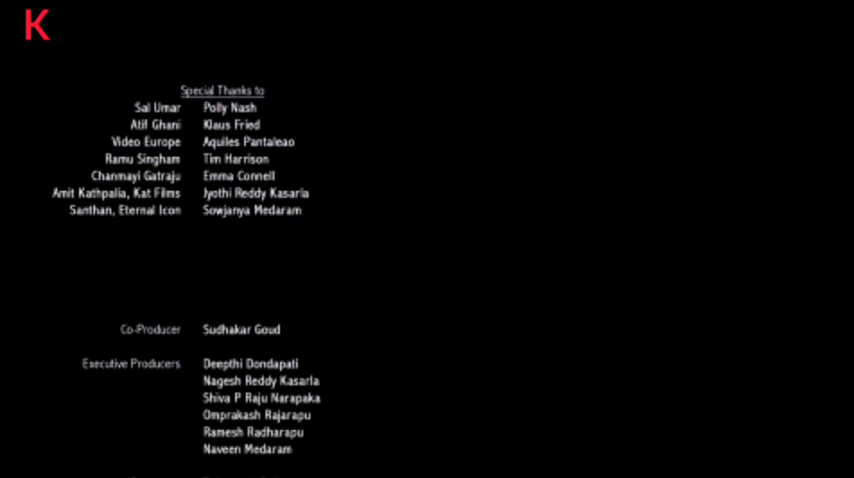 K
Special Thanks to
Sal Umar Polly Nash
Atif Ghani Klaus Fried
Video Europe Aquiles Pantaleao
Ramu Singham Tim Harrison
Chanmayi Gatraju Emma Connell
Amit Kathpalia, Kat Films Jyothi Reddy Kasarla
Santhan, Eternal Icon Sowjanya Medaram
Co-Producer Sudhakar Goud
Executive Producers Deepthi Dondapati
Nagesh Reddy Kasarla
Shiva P Raju Narapaka
Omprakash Rajarapu
Ramesh Radharapu
Naveen Medaram